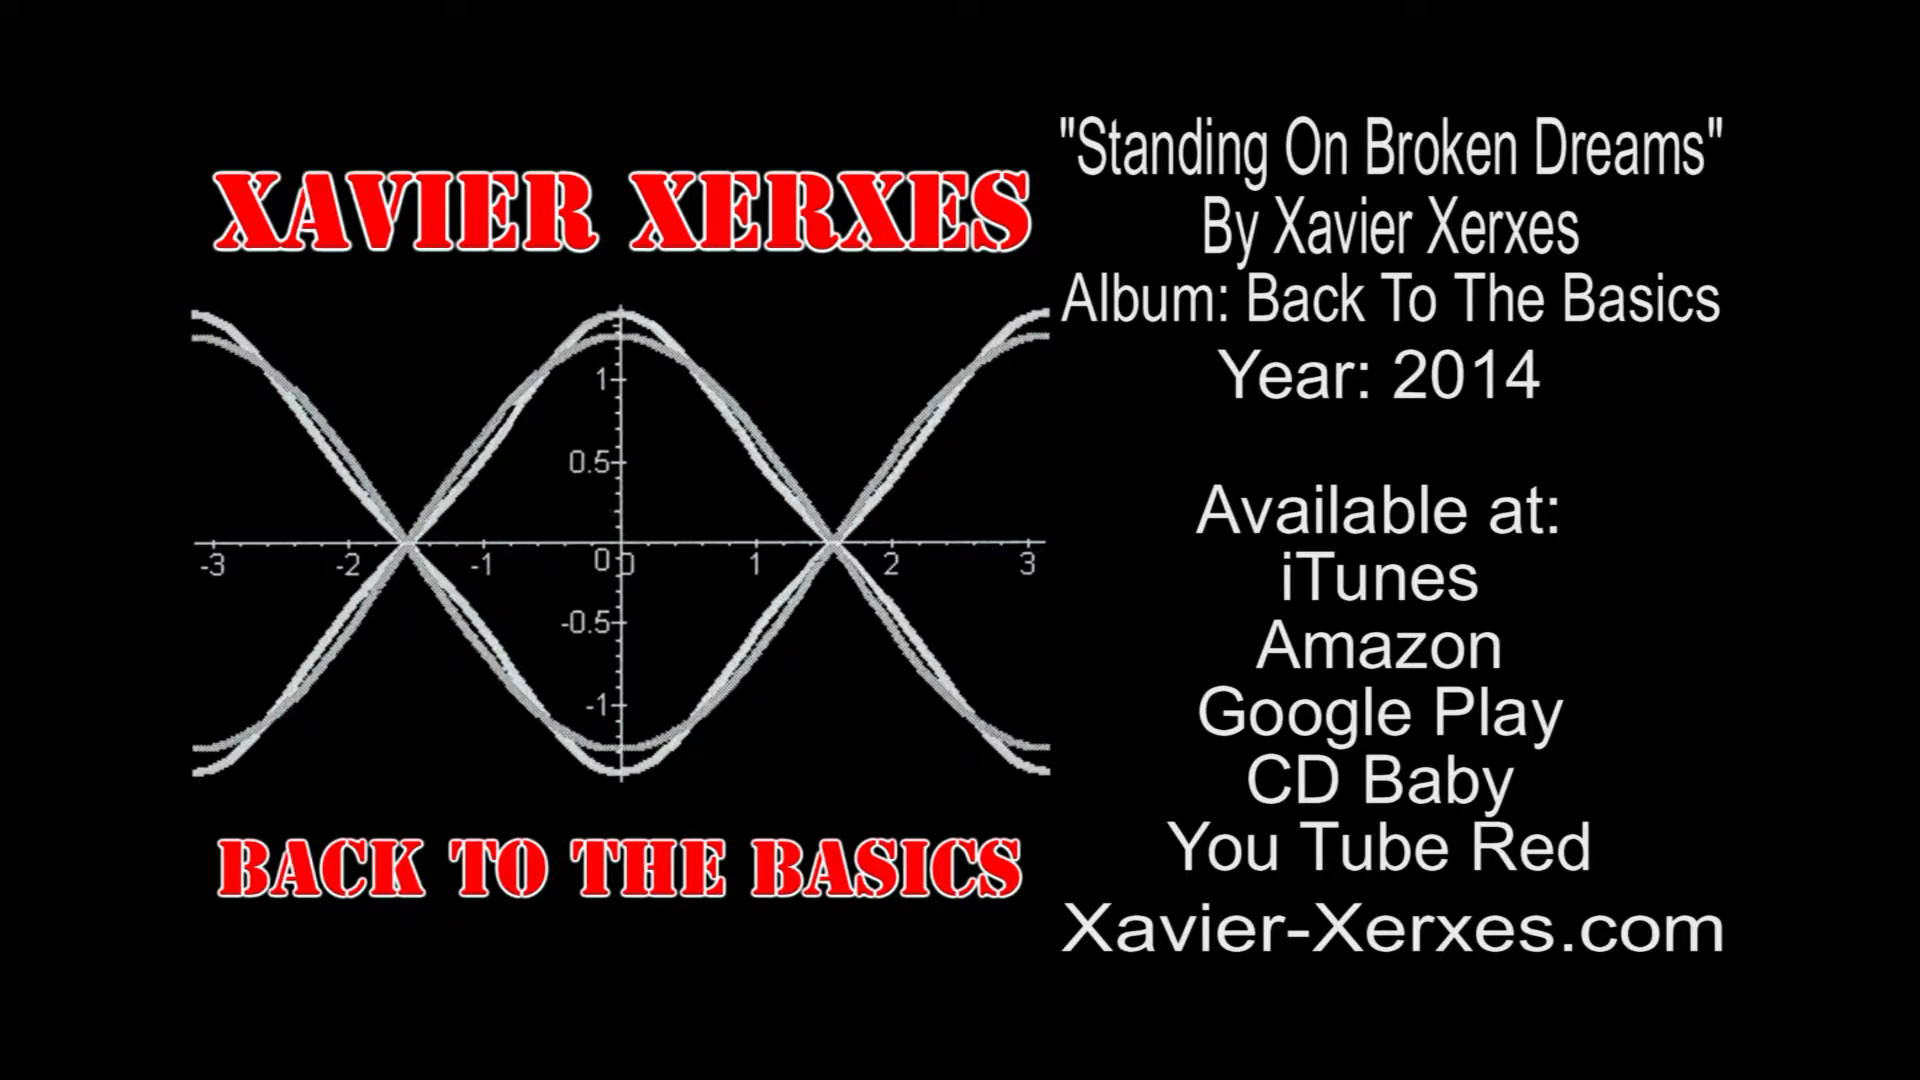 XAVIER XERXES
1
0.5
-3 -2 -1 0 0 1 2 3
-0.5
-1
BACK TO THE BASICS
"Standing On Broken Dreams"
By Xavier Xerxes
Album: Back To The Basics
Year: 2014
Available at:
iTunes
Amazon
Google Play
CD Baby
You Tube Red
Xavier-Xerxes.com